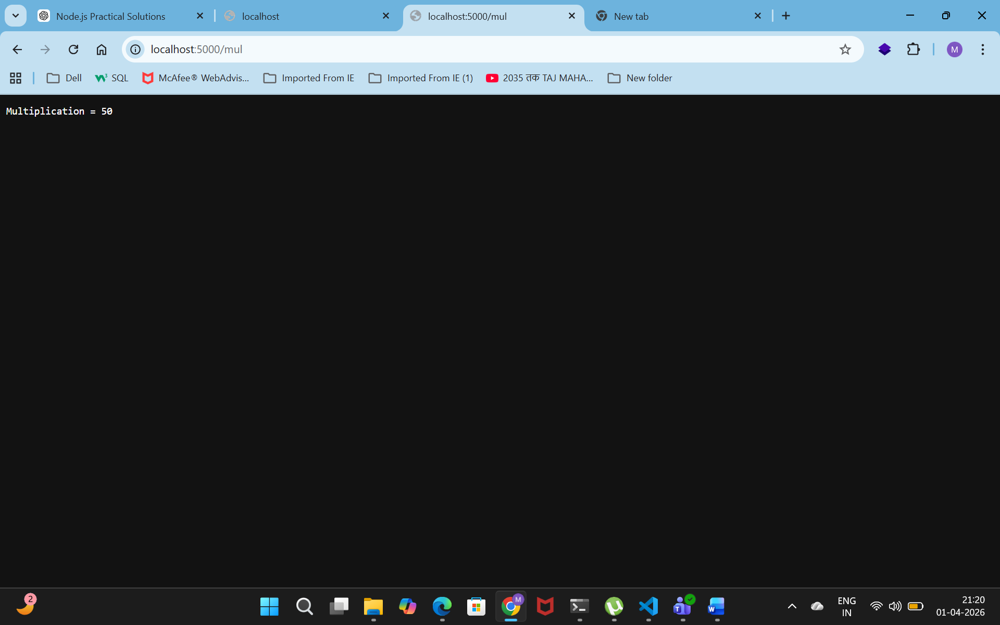 Node.js Practical Solutions
localhost
localhost:5000/mul
New tab
localhost:5000/mul
M
Dell
SQL
McAfee® WebAdvis...
Imported From IE
Imported From IE (1)
2035 तक TAJ MAHA...
New folder
Multiplication = 50
2
M
T
W
ENG
IN
21:20
01-04-2026